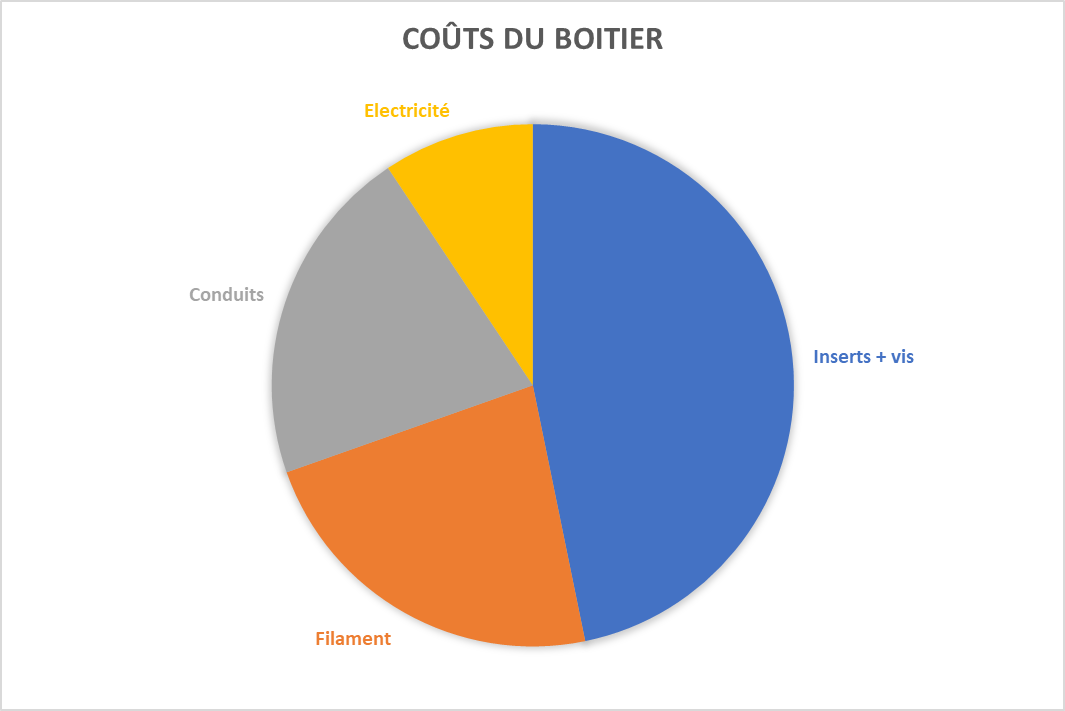 COÛTS DU BOITIER
Electricité
Conduits
Inserts + vis
Filament